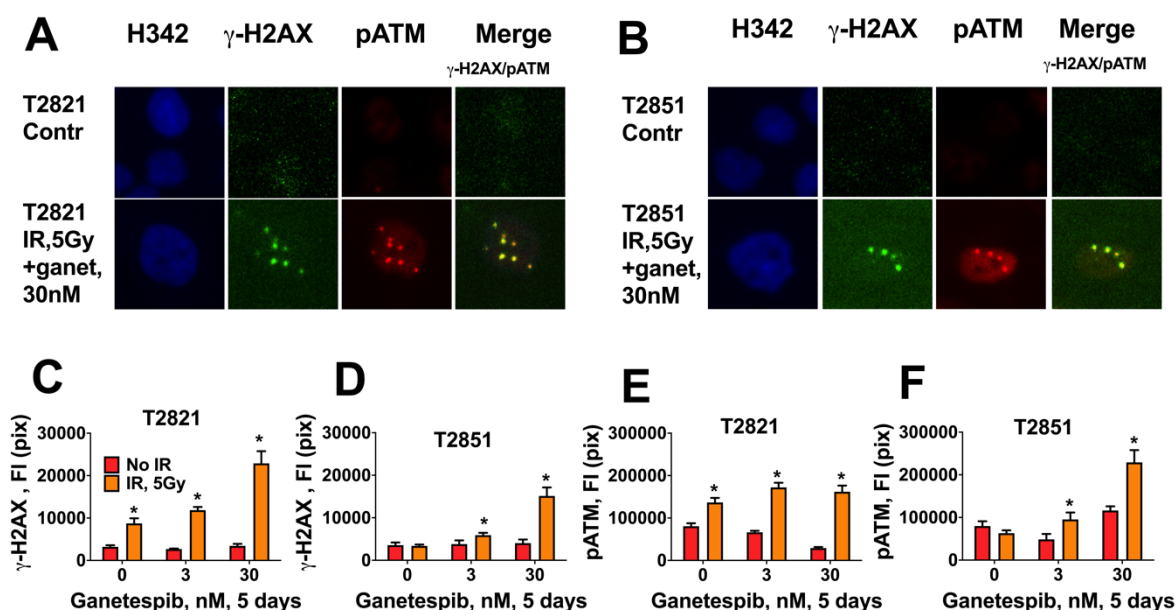 A
H342 γ-H2AX pATM Merge
γ-H2AX/pATM
T2821
Contr
T2821
IR,5Gy
+ganet,
30nM
B
H342 γ-H2AX pATM Merge
γ-H2AX/pATM
T2851
Contr
T2851
IR,5Gy
+ganet,
30nM
C
T2821
γ-H2AX , FI (pix)
30000
20000
10000
0
No IR
IR, 5Gy
* * *
0 3 30
Ganetespib, nM, 5 days
D
T2851
γ-H2AX , FI (pix)
30000
20000
10000
0
* *
0 3 30
Ganetespib, nM, 5 days
E
T2821
pATM, FI (pix)
300000
200000
100000
0
* * *
0 3 30
Ganetespib, nM, 5 days
F
T2851
pATM, FI (pix)
300000
200000
100000
0
* *
0 3 30
Ganetespib, nM, 5 days